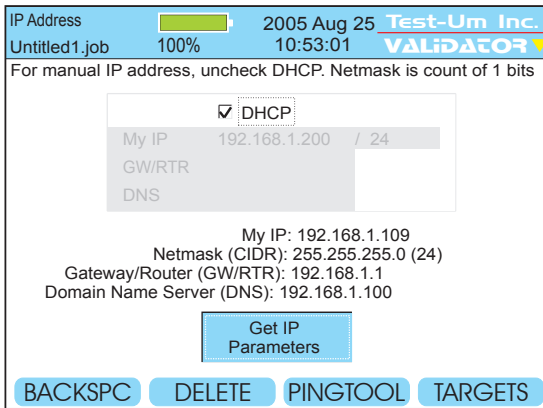 IP Address
2005 Aug 25
Test-Um Inc.
Untitled1.job
100%
10:53:01
VALiDATOR
For manual IP address, uncheck DHCP. Netmask is count of 1 bits
DHCP
My IP 192.168.1.200 / 24
GW/RTR
DNS
My IP: 192.168.1.109
Netmask (CIDR): 255.255.255.0 (24)
Gateway/Router (GW/RTR): 192.168.1.1
Domain Name Server (DNS): 192.168.1.100
Get IP
Parameters
BACKSPC DELETE PINGTOOL TARGETS